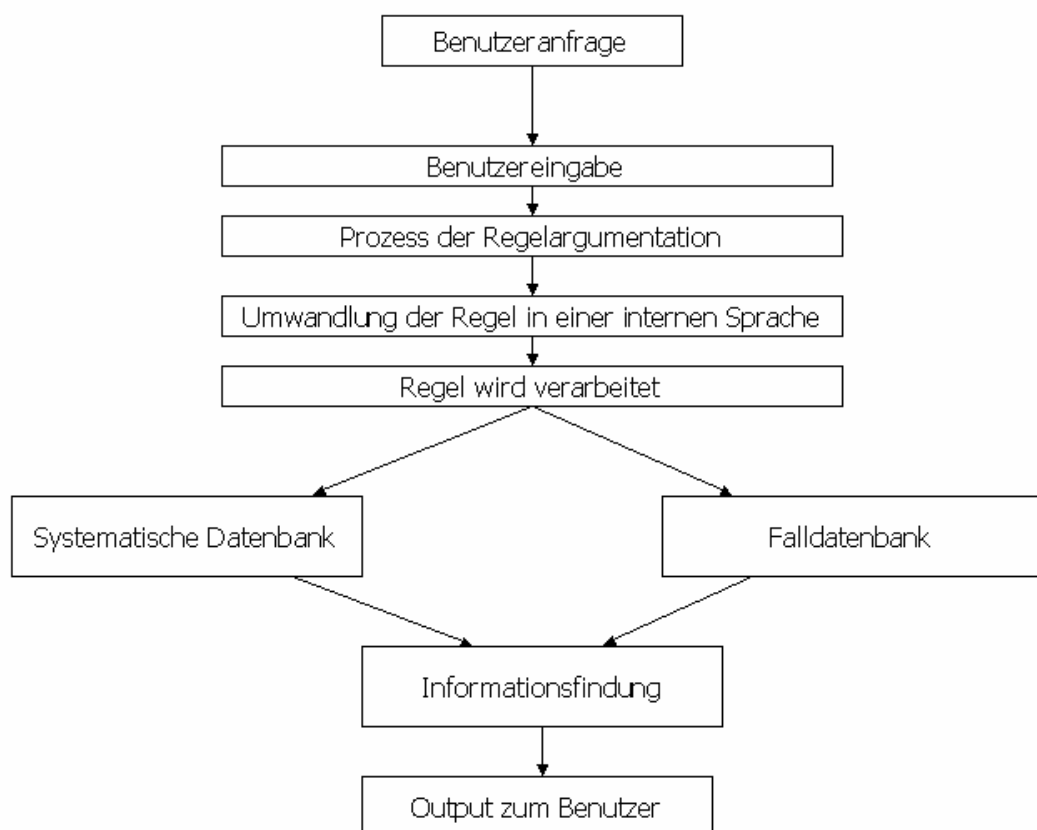 Benutzeranfrage
Benutzereingabe
Prozess der Regelargumentation
Umwandlung der Regel in einer internen Sprache
Regel wird verarbeitet
Systematische Datenbank
Falldatenbank
Informationsfindung
Output zum Benutzer